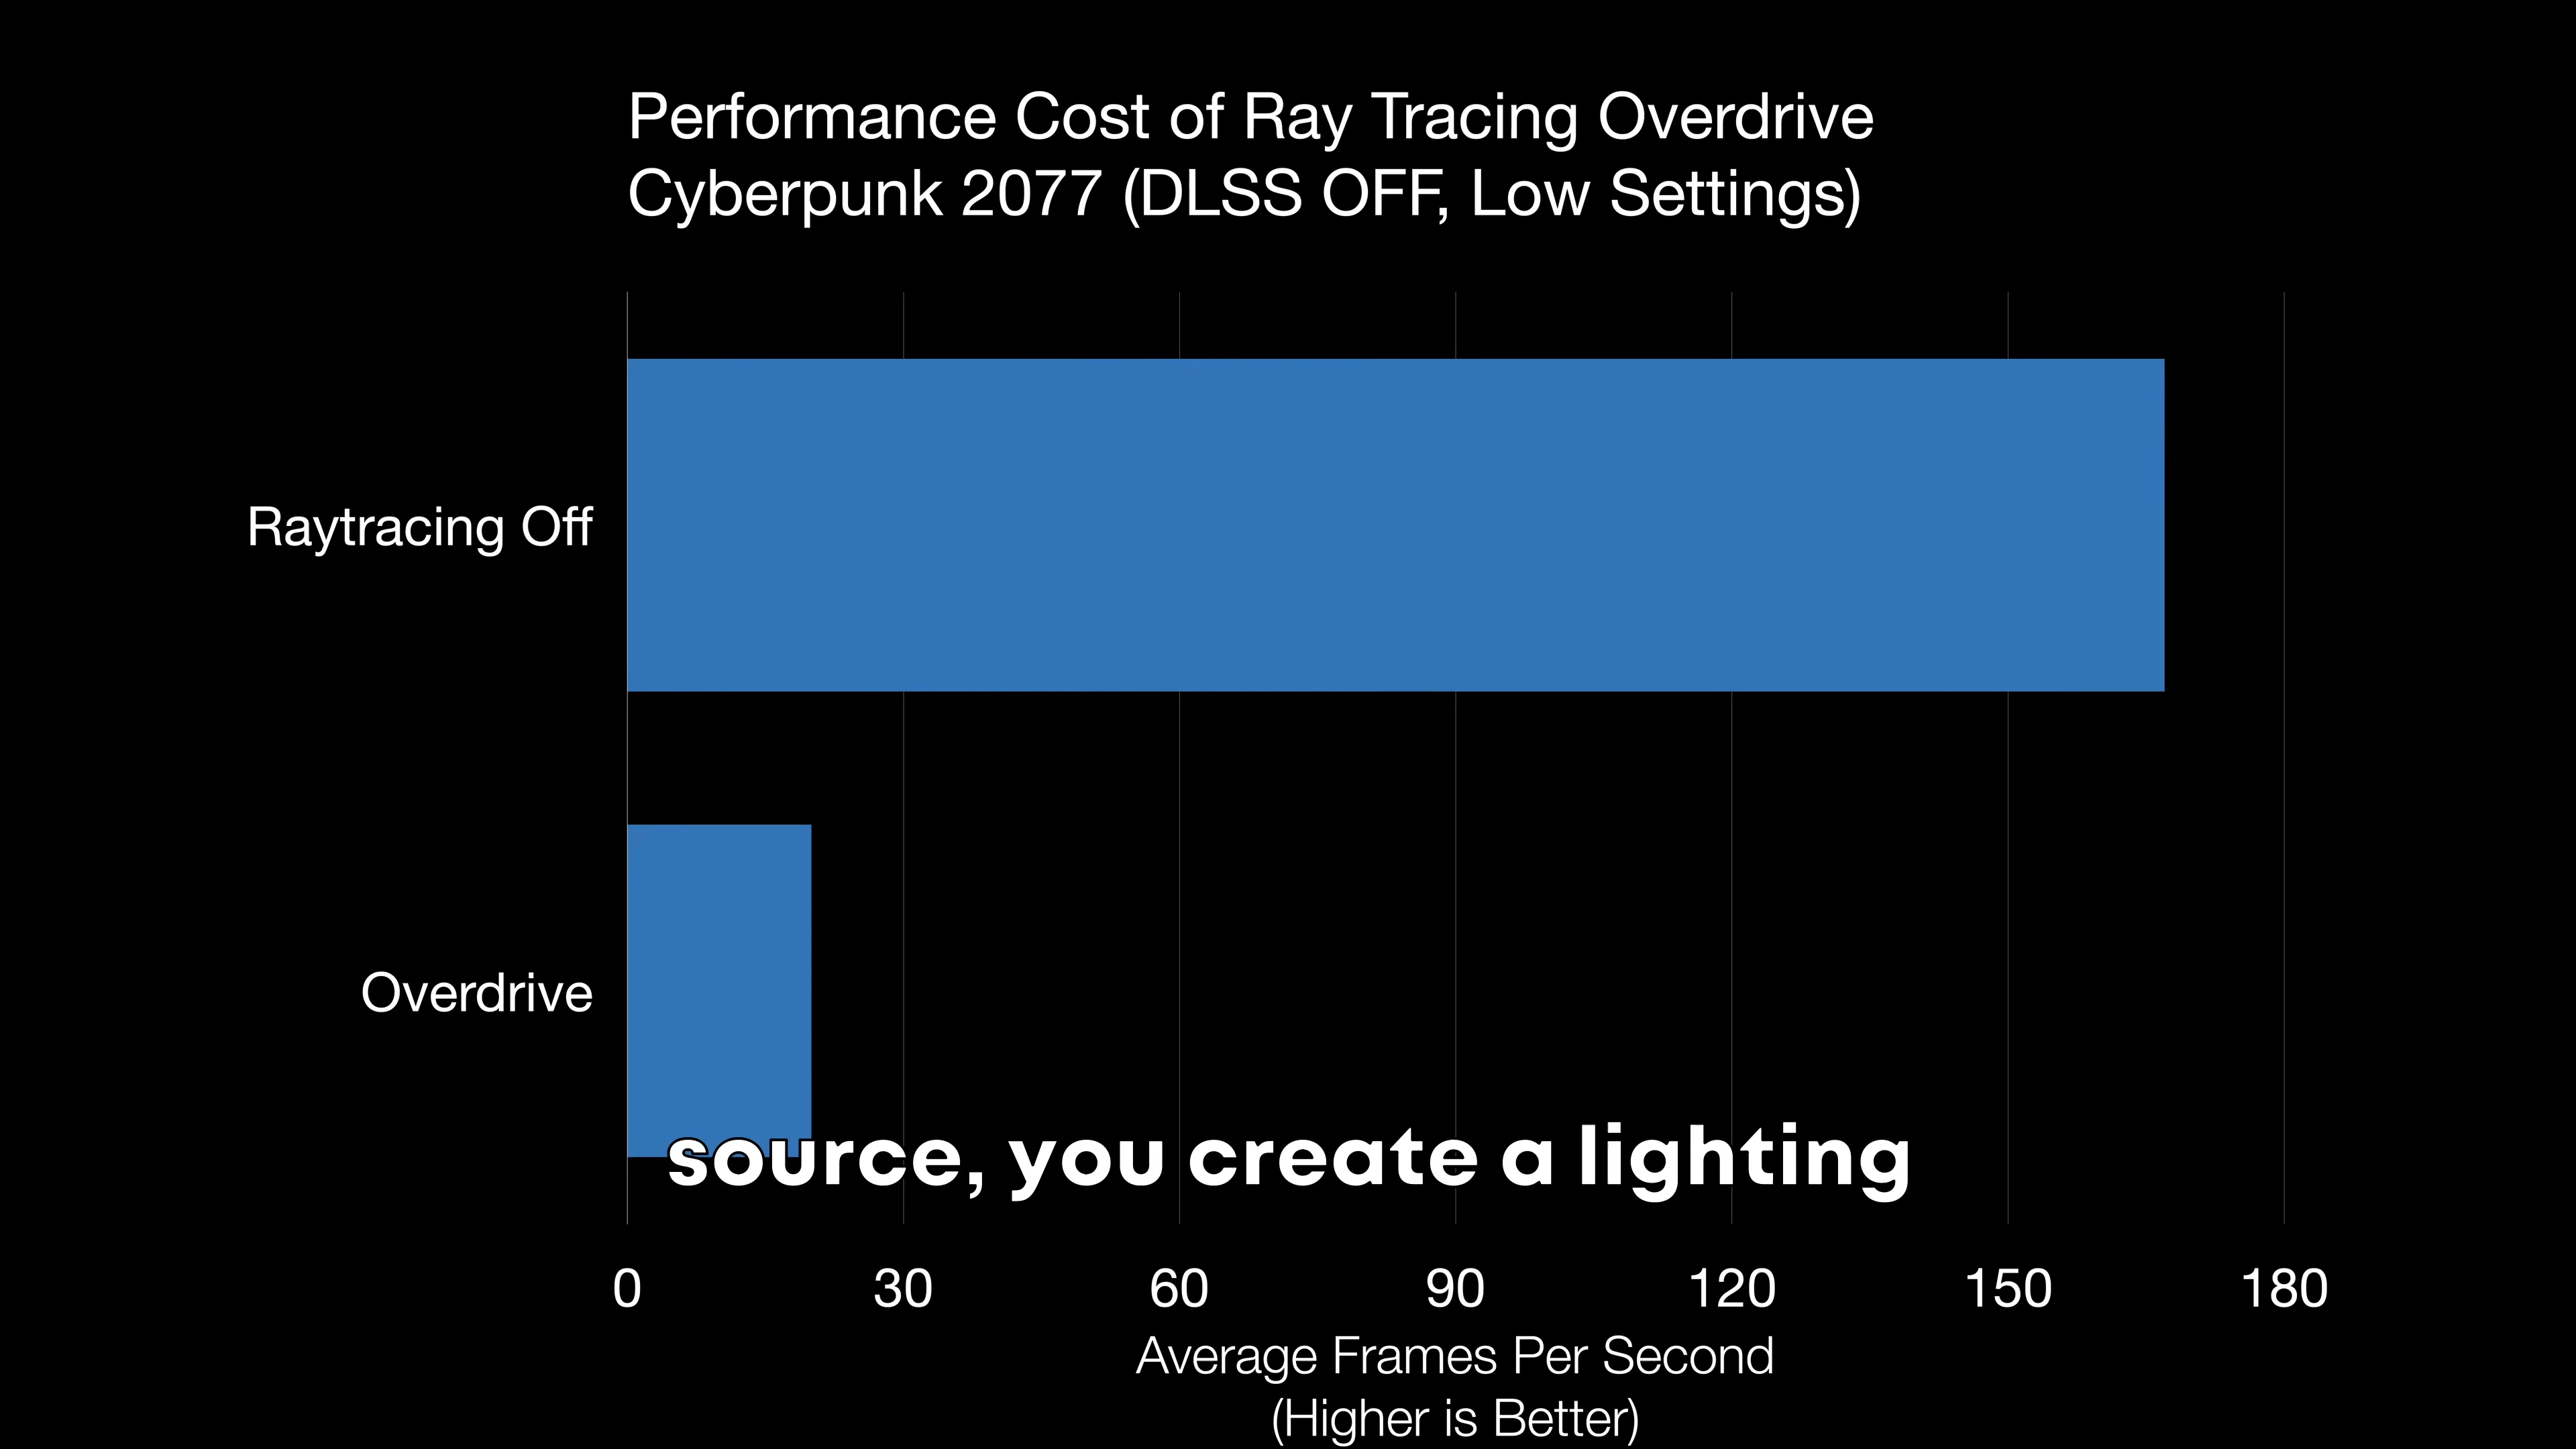 Performance Cost of Ray Tracing Overdrive
Cyberpunk 2077 (DLSS OFF, Low Settings)
Raytracing Off
Overdrive
source, you create a lighting
0 30 60 90 120 150 180
Average Frames Per Second
(Higher is Better)